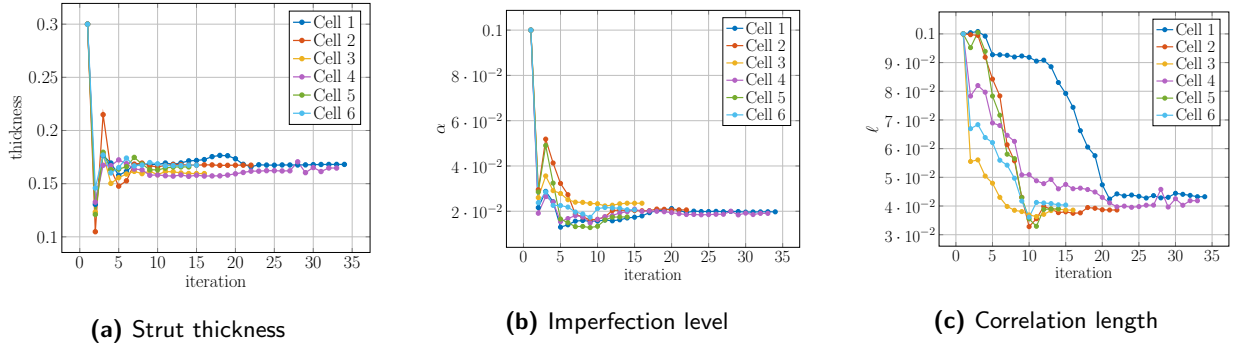 0.3
0.25
0.2
0.15
0.1
thickness
0 5 10 15 20 25 30 35
iteration
Cell 1
Cell 2
Cell 3
Cell 4
Cell 5
Cell 6
(a) Strut thickness
0.1
8 · 10⁻²
6 · 10⁻²
4 · 10⁻²
2 · 10⁻²
α
0 5 10 15 20 25 30 35
iteration
Cell 1
Cell 2
Cell 3
Cell 4
Cell 5
Cell 6
(b) Imperfection level
0.1
9 · 10⁻²
8 · 10⁻²
7 · 10⁻²
6 · 10⁻²
5 · 10⁻²
4 · 10⁻²
3 · 10⁻²
ℓ
0 5 10 15 20 25 30 35
iteration
Cell 1
Cell 2
Cell 3
Cell 4
Cell 5
Cell 6
(c) Correlation length